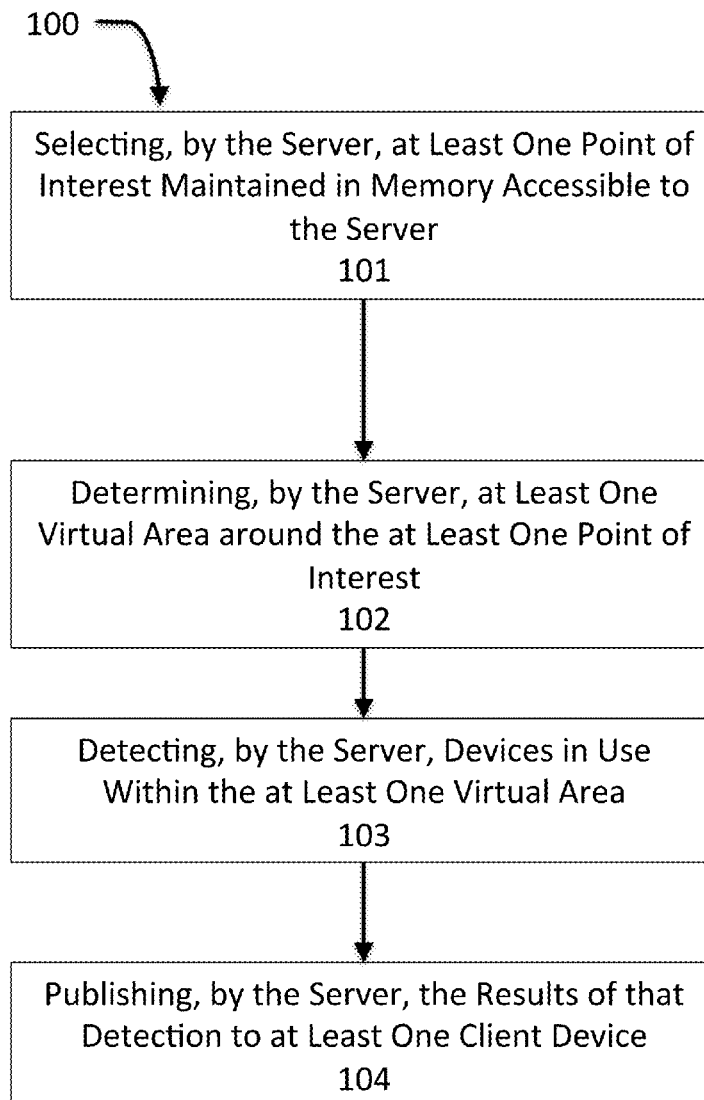 100
Selecting, by the Server, at Least One Point of
Interest Maintained in Memory Accessible to
the Server
101
Determining, by the Server, at Least One
Virtual Area around the at Least One Point of
Interest
102
Detecting, by the Server, Devices in Use
Within the at Least One Virtual Area
103
Publishing, by the Server, the Results of that
Detection to at Least One Client Device
104